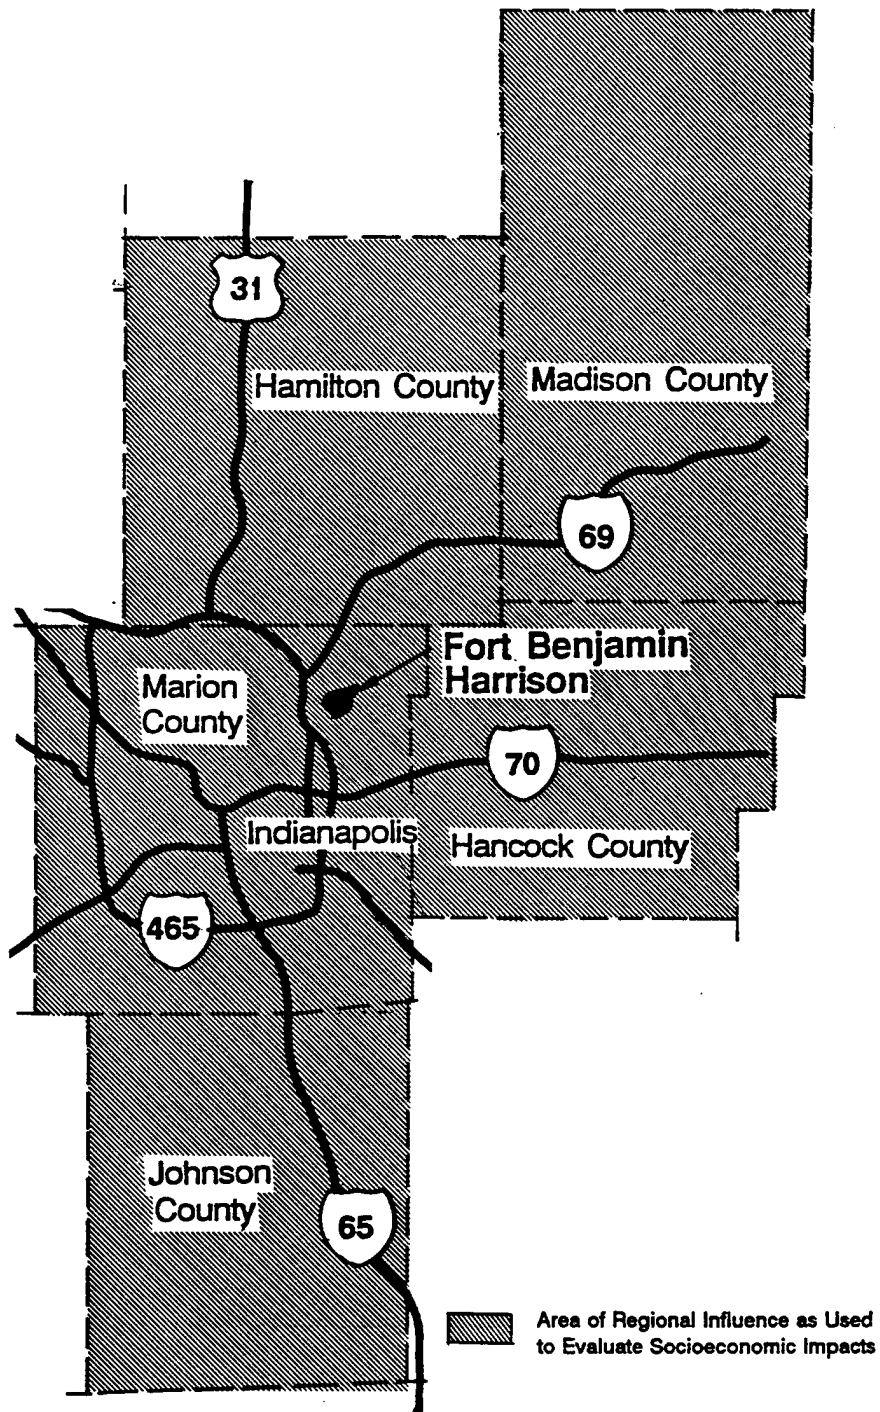 31
Hamilton County
Madison County
69
Fort Benjamin
Harrison
Marion
County
70
Indianapolis
Hancock County
465
Johnson
County
65
Area of Regional Influence as Used
to Evaluate Socioeconomic Impacts